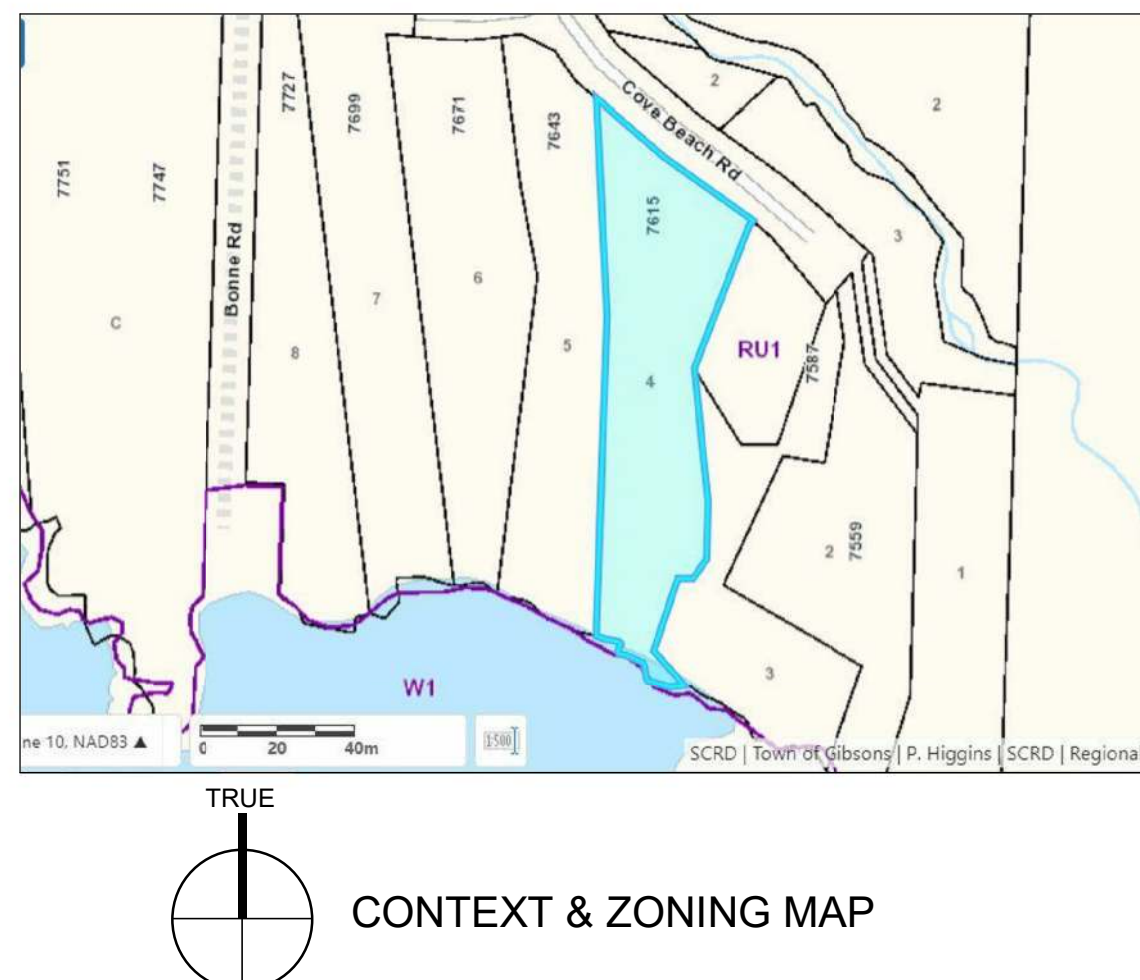 2
2
7727
7699
7671
7643
Cove Beach Rd
7751
7747
7615
Bonne Rd
3
6
7
C
8
5
RU1
7587
4
2
7559
1
3
W1
ne 10, NAD83 ▲
0 20 40m
1:500
SCRD | Town of Gibsons | P. Higgins | SCRD | Regional
TRUE
CONTEXT & ZONING MAP